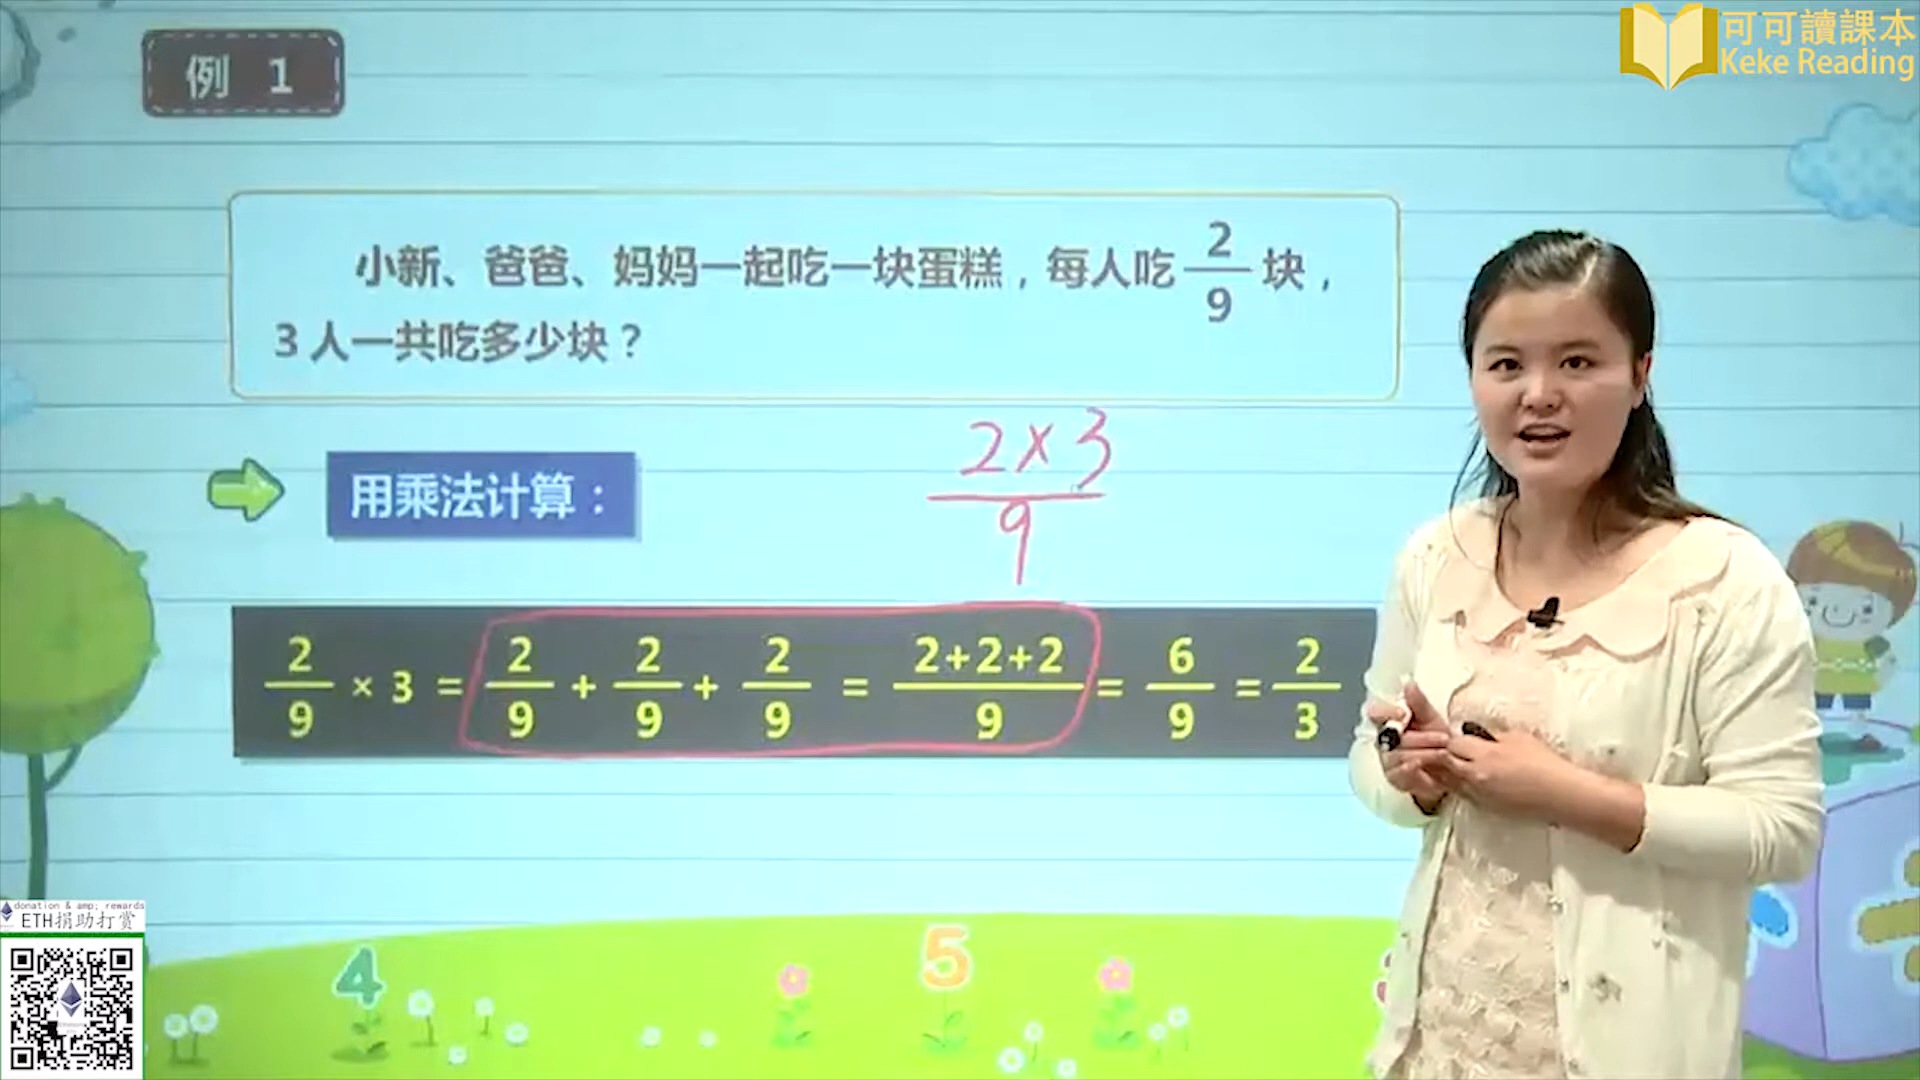 可可讀課本
Keke Reading
例 1
小新、爸爸、妈妈一起吃一块蛋糕，每人吃 2/9 块，
3人一共吃多少块？
2×3
9
用乘法计算：
2/9 × 3 = 2/9 + 2/9 + 2/9 = 2+2+2/9 = 6/9 = 2/3
donation & amp; rewards
ETH捐助打赏
4
5